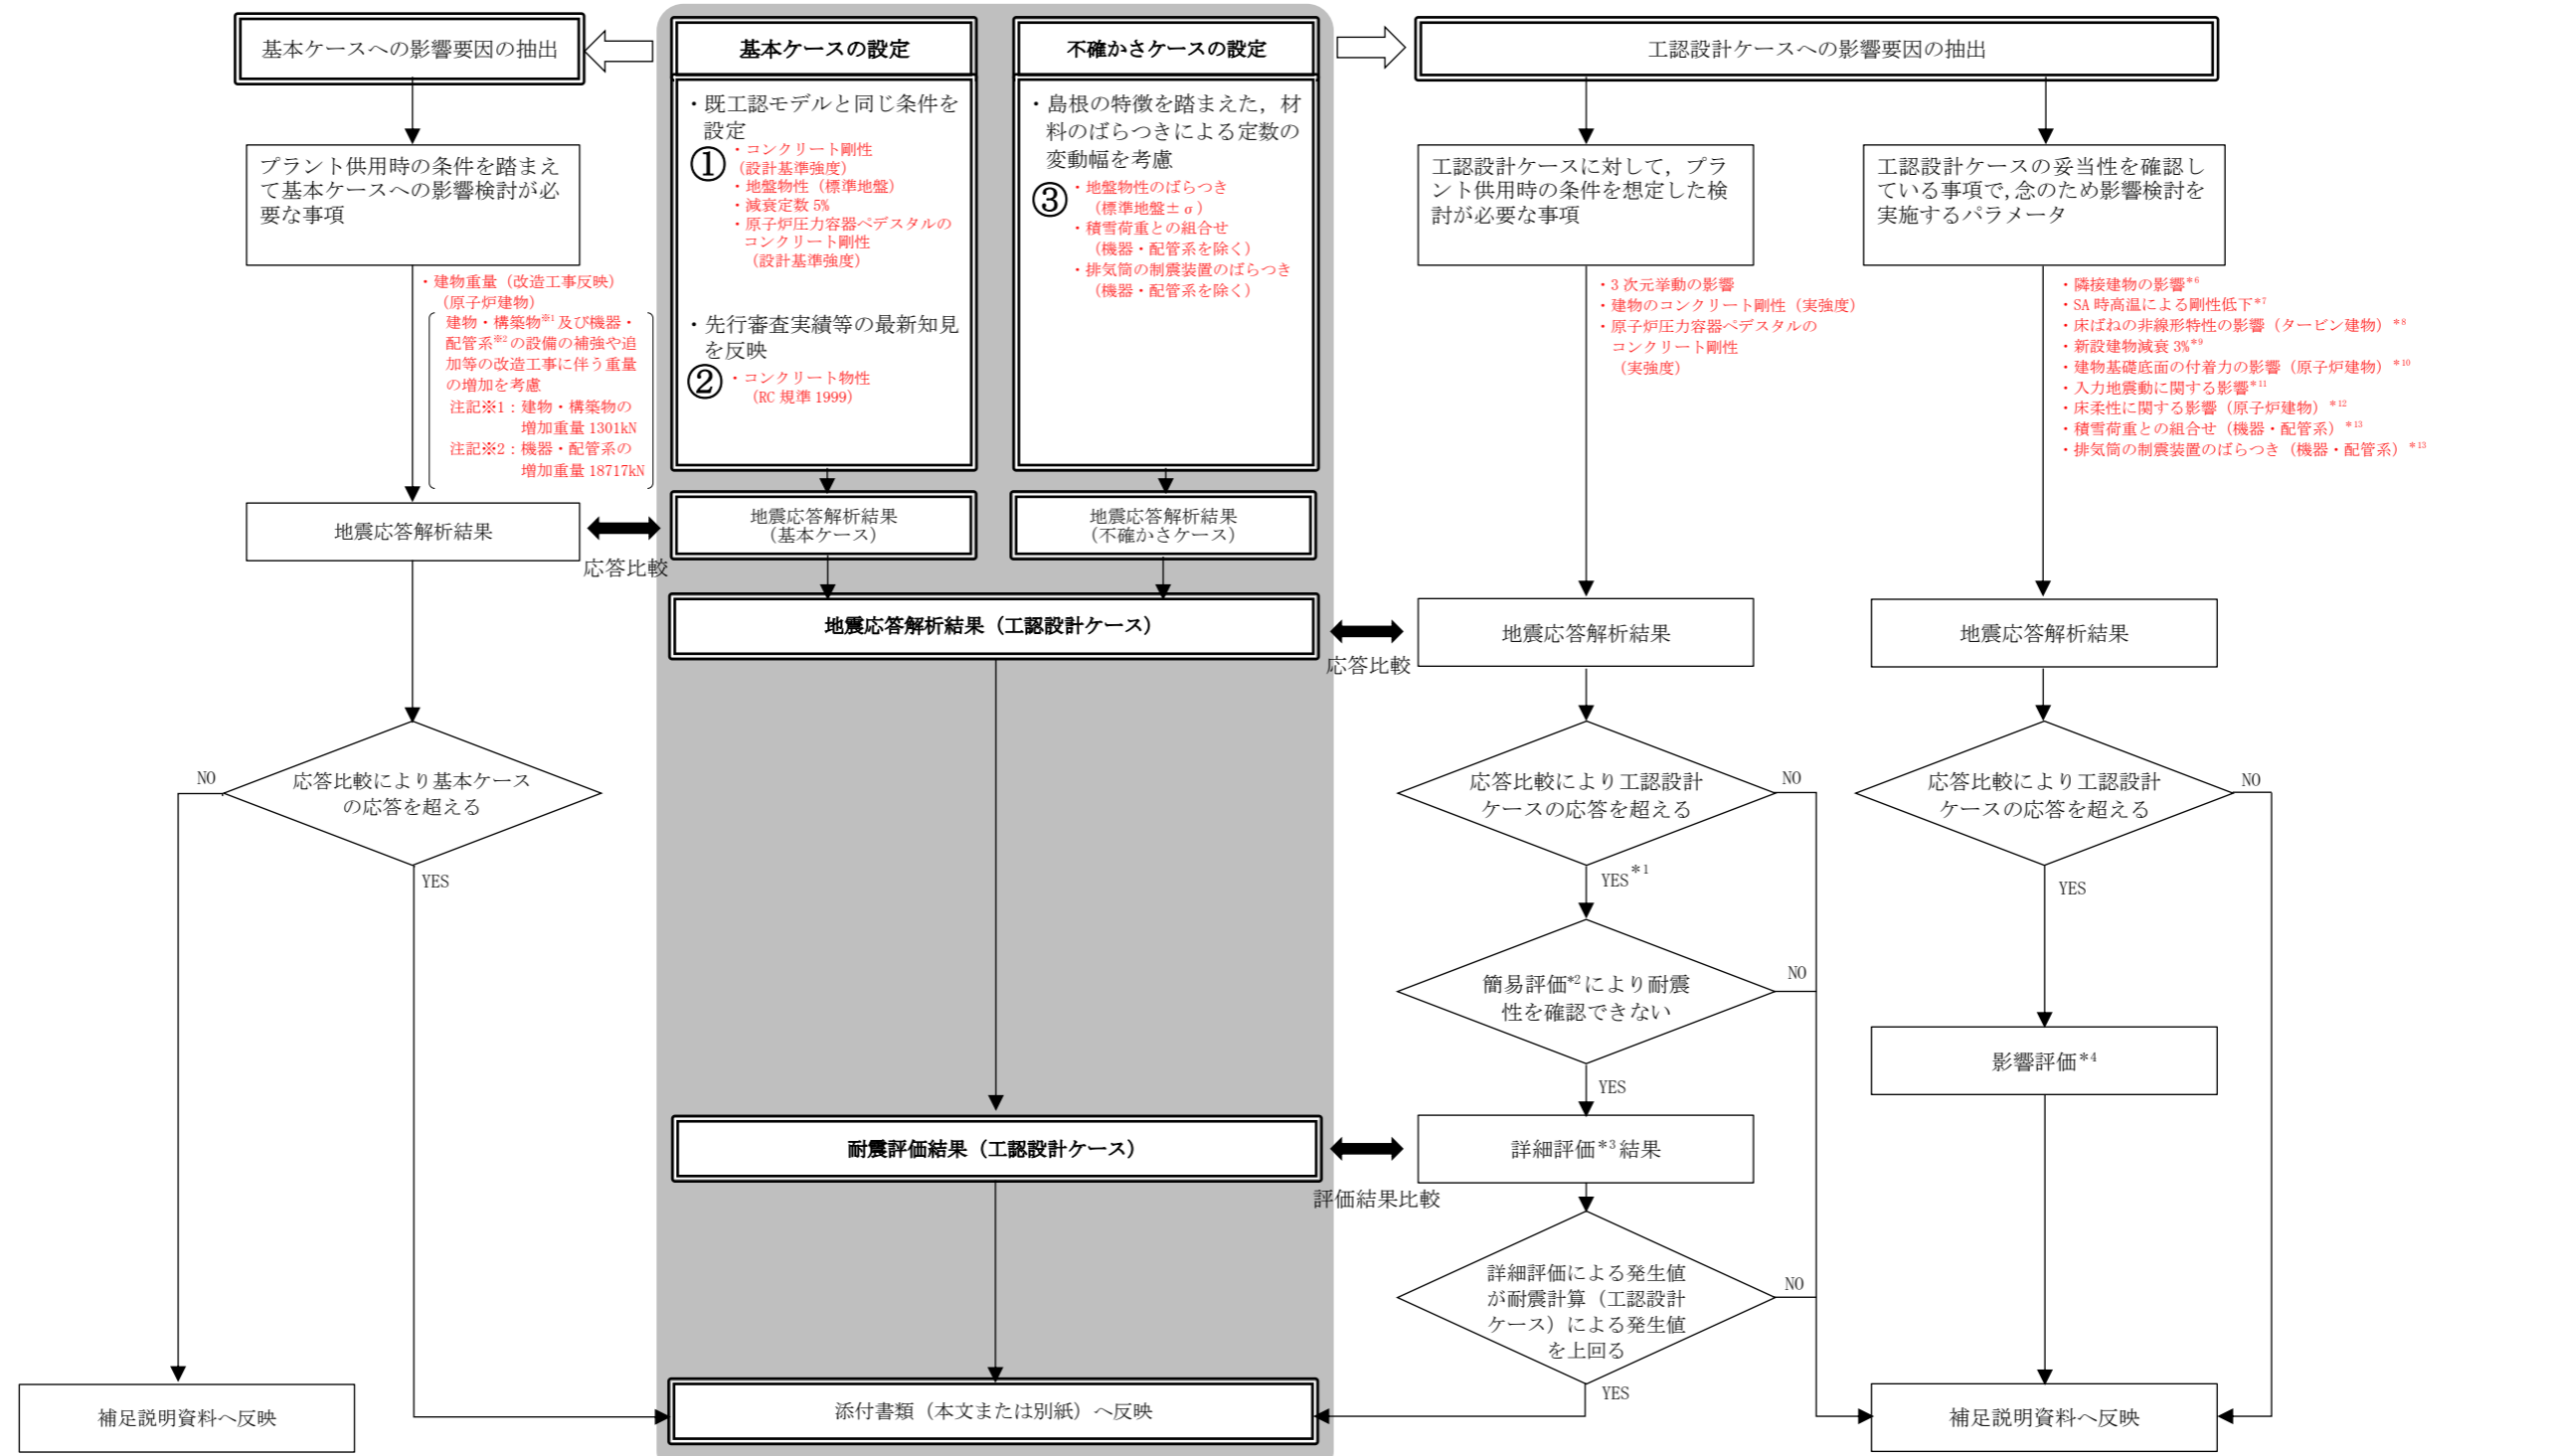 基本ケースへの影響要因の抽出
プラント供用時の条件を踏まえ
て基本ケースへの影響検討が必
要な事項
・建物重量（改造工事反映）
（原子炉建物）
建物・構築物※1及び機器・
配管系※2の設備の補強や追
加等の改造工事に伴う重量
の増加を考慮
注記※1：建物・構築物の
増加重量 1301kN
注記※2：機器・配管系の
増加重量 18717kN
地震応答解析結果
応答比較
応答比較により基本ケース
の応答を超える
NO
YES
補足説明資料へ反映
基本ケースの設定
・既工認モデルと同じ条件を
設定
①
・コンクリート剛性
（設計基準強度）
・地盤物性（標準地盤）
・減衰定数 5%
・原子炉圧力容器ペデスタルの
コンクリート剛性
（設計基準強度）
・先行審査実績等の最新知見
を反映
②
・コンクリート物性
（RC 規準 1999）
不確かさケースの設定
・島根の特徴を踏まえた，材
料のばらつきによる定数の
変動幅を考慮
③
・地盤物性のばらつき
（標準地盤±σ）
・積雪荷重との組合せ
（機器・配管系を除く）
・排気筒の制震装置のばらつき
（機器・配管系を除く）
地震応答解析結果
（基本ケース）
地震応答解析結果
（不確かさケース）
地震応答解析結果（工認設計ケース）
耐震評価結果（工認設計ケース）
添付書類（本文または別紙）へ反映
工認設計ケースへの影響要因の抽出
工認設計ケースに対して，プラ
ント供用時の条件を想定した検
討が必要な事項
・3 次元挙動の影響
・建物のコンクリート剛性（実強度）
・原子炉圧力容器ペデスタルの
コンクリート剛性
（実強度）
地震応答解析結果
応答比較
応答比較により工認設計
ケースの応答を超える
NO
YES＊1
簡易評価*2により耐震
性を確認できない
NO
YES
詳細評価＊3結果
評価結果比較
詳細評価による発生値
が耐震計算（工認設計
ケース）による発生値
を上回る
NO
YES
工認設計ケースの妥当性を確認し
ている事項で，念のため影響検討を
実施するパラメータ
・隣接建物の影響＊6
・SA 時高温による剛性低下＊7
・床ばねの非線形特性の影響（タービン建物）＊8
・新設建物減衰 3%＊9
・建物基礎底面の付着力の影響（原子炉建物）＊10
・入力地震動に関する影響＊11
・床柔性に関する影響（原子炉建物）＊12
・積雪荷重との組合せ（機器・配管系）＊13
・排気筒の制震装置のばらつき（機器・配管系）＊13
地震応答解析結果
応答比較により工認設計
ケースの応答を超える
NO
YES
影響評価＊4
補足説明資料へ反映